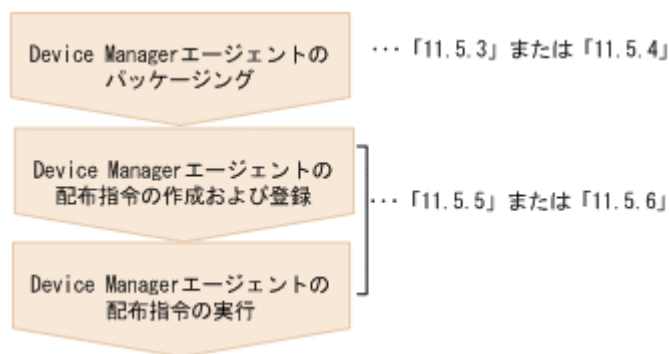 Device Managerエージェントの
パッケージング
…「11.5.3」または「11.5.4」
Device Managerエージェントの
配布指令の作成および登録
…「11.5.5」または「11.5.6」
Device Managerエージェントの
配布指令の実行